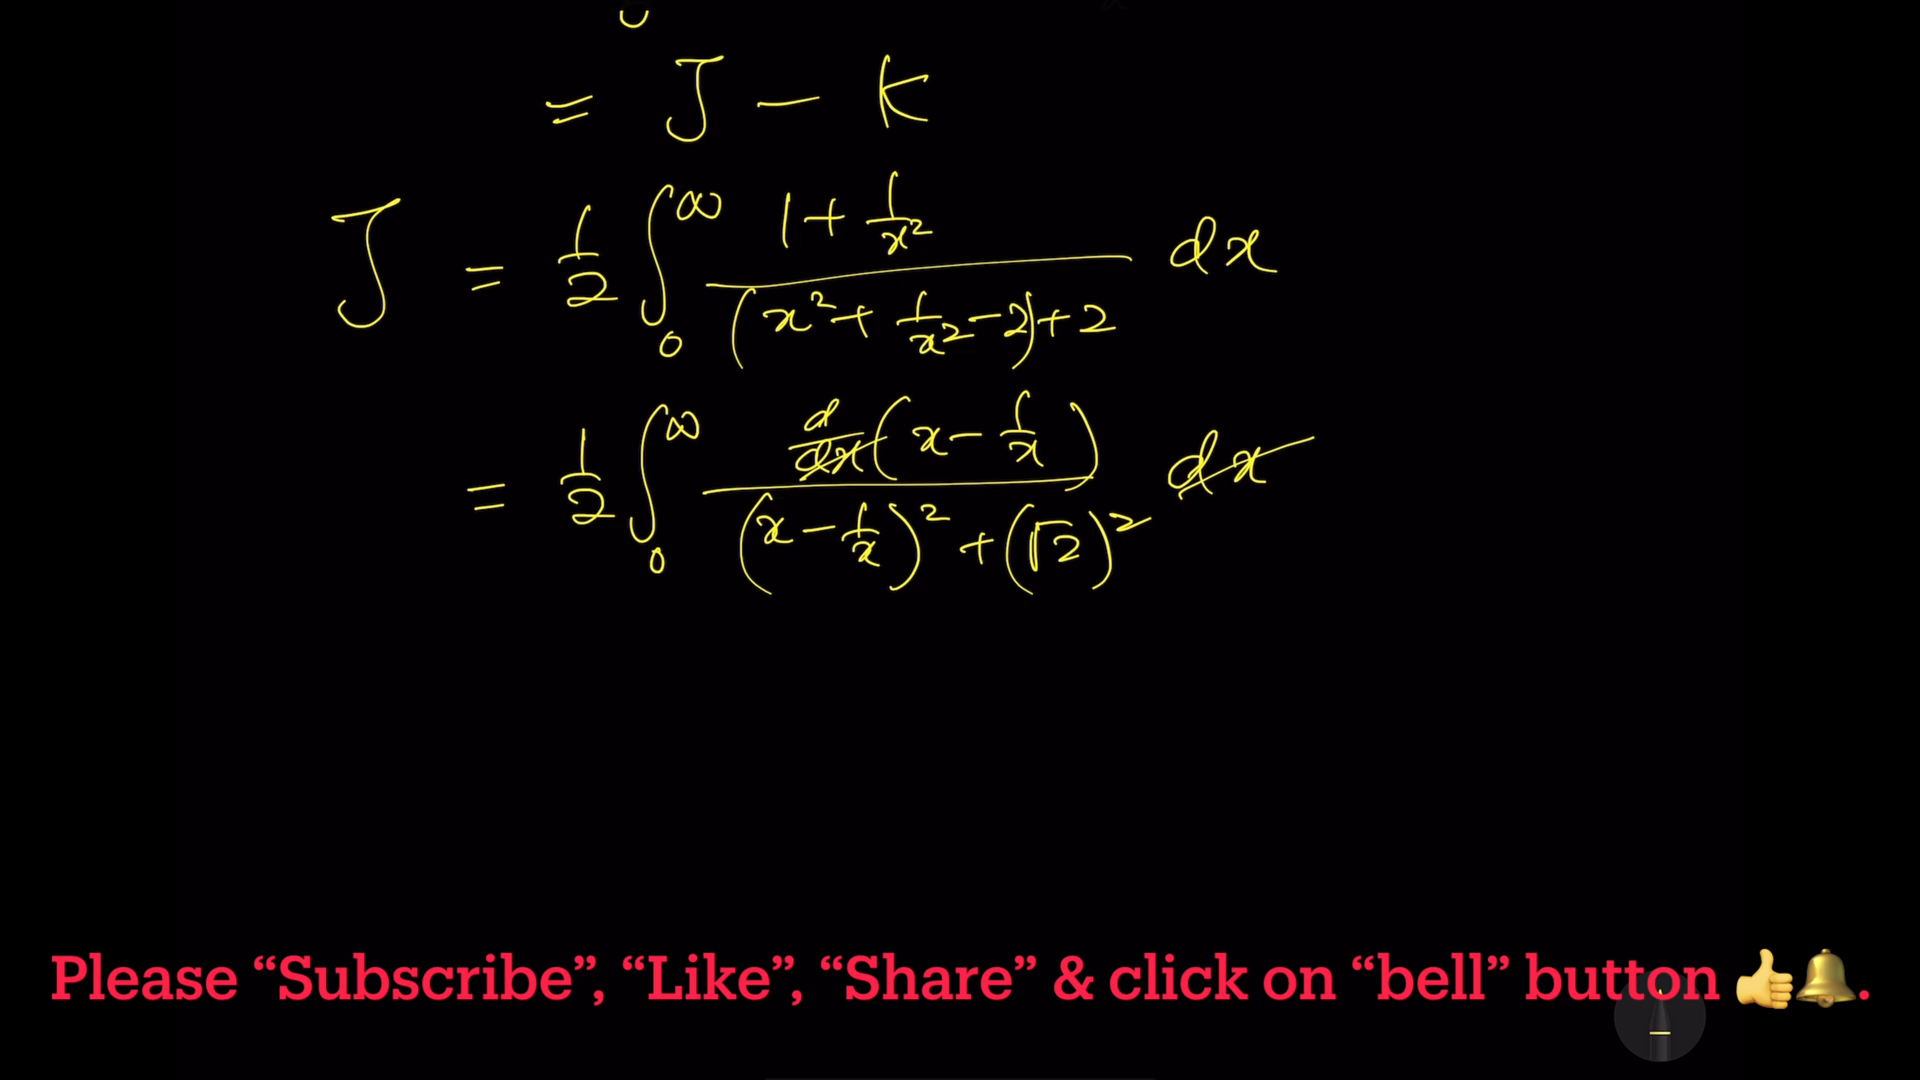 = J - K
J = 1/2 ∫₀^∞ (1 + 1/x²) / ((x² + 1/x² - 2) + 2) dx
= 1/2 ∫₀^∞ (d/dx (x - 1/x)) / ((x - 1/x)² + (√2)²) dx
Please “Subscribe”, “Like”, “Share” & click on “bell” button 👍🔔.